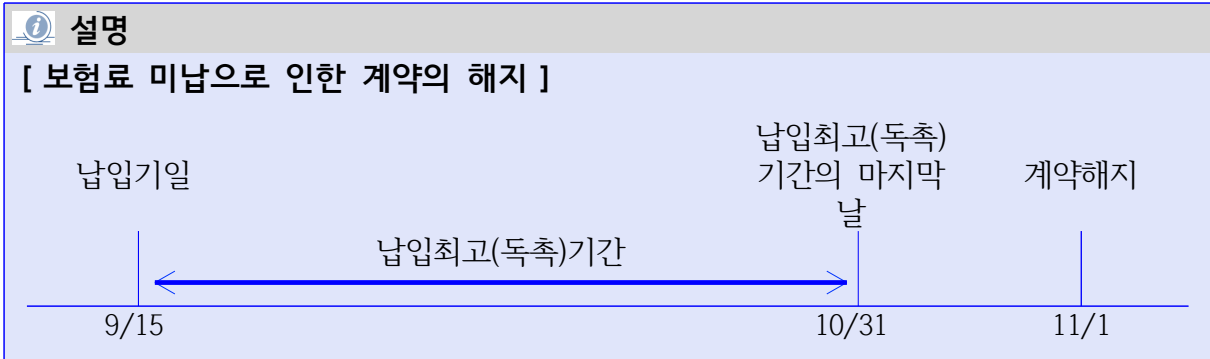 설명
[ 보험료 미납으로 인한 계약의 해지 ]
납입기일
납입최고(독촉)
기간의 마지막
날
계약해지
납입최고(독촉)기간
9/15
10/31
11/1